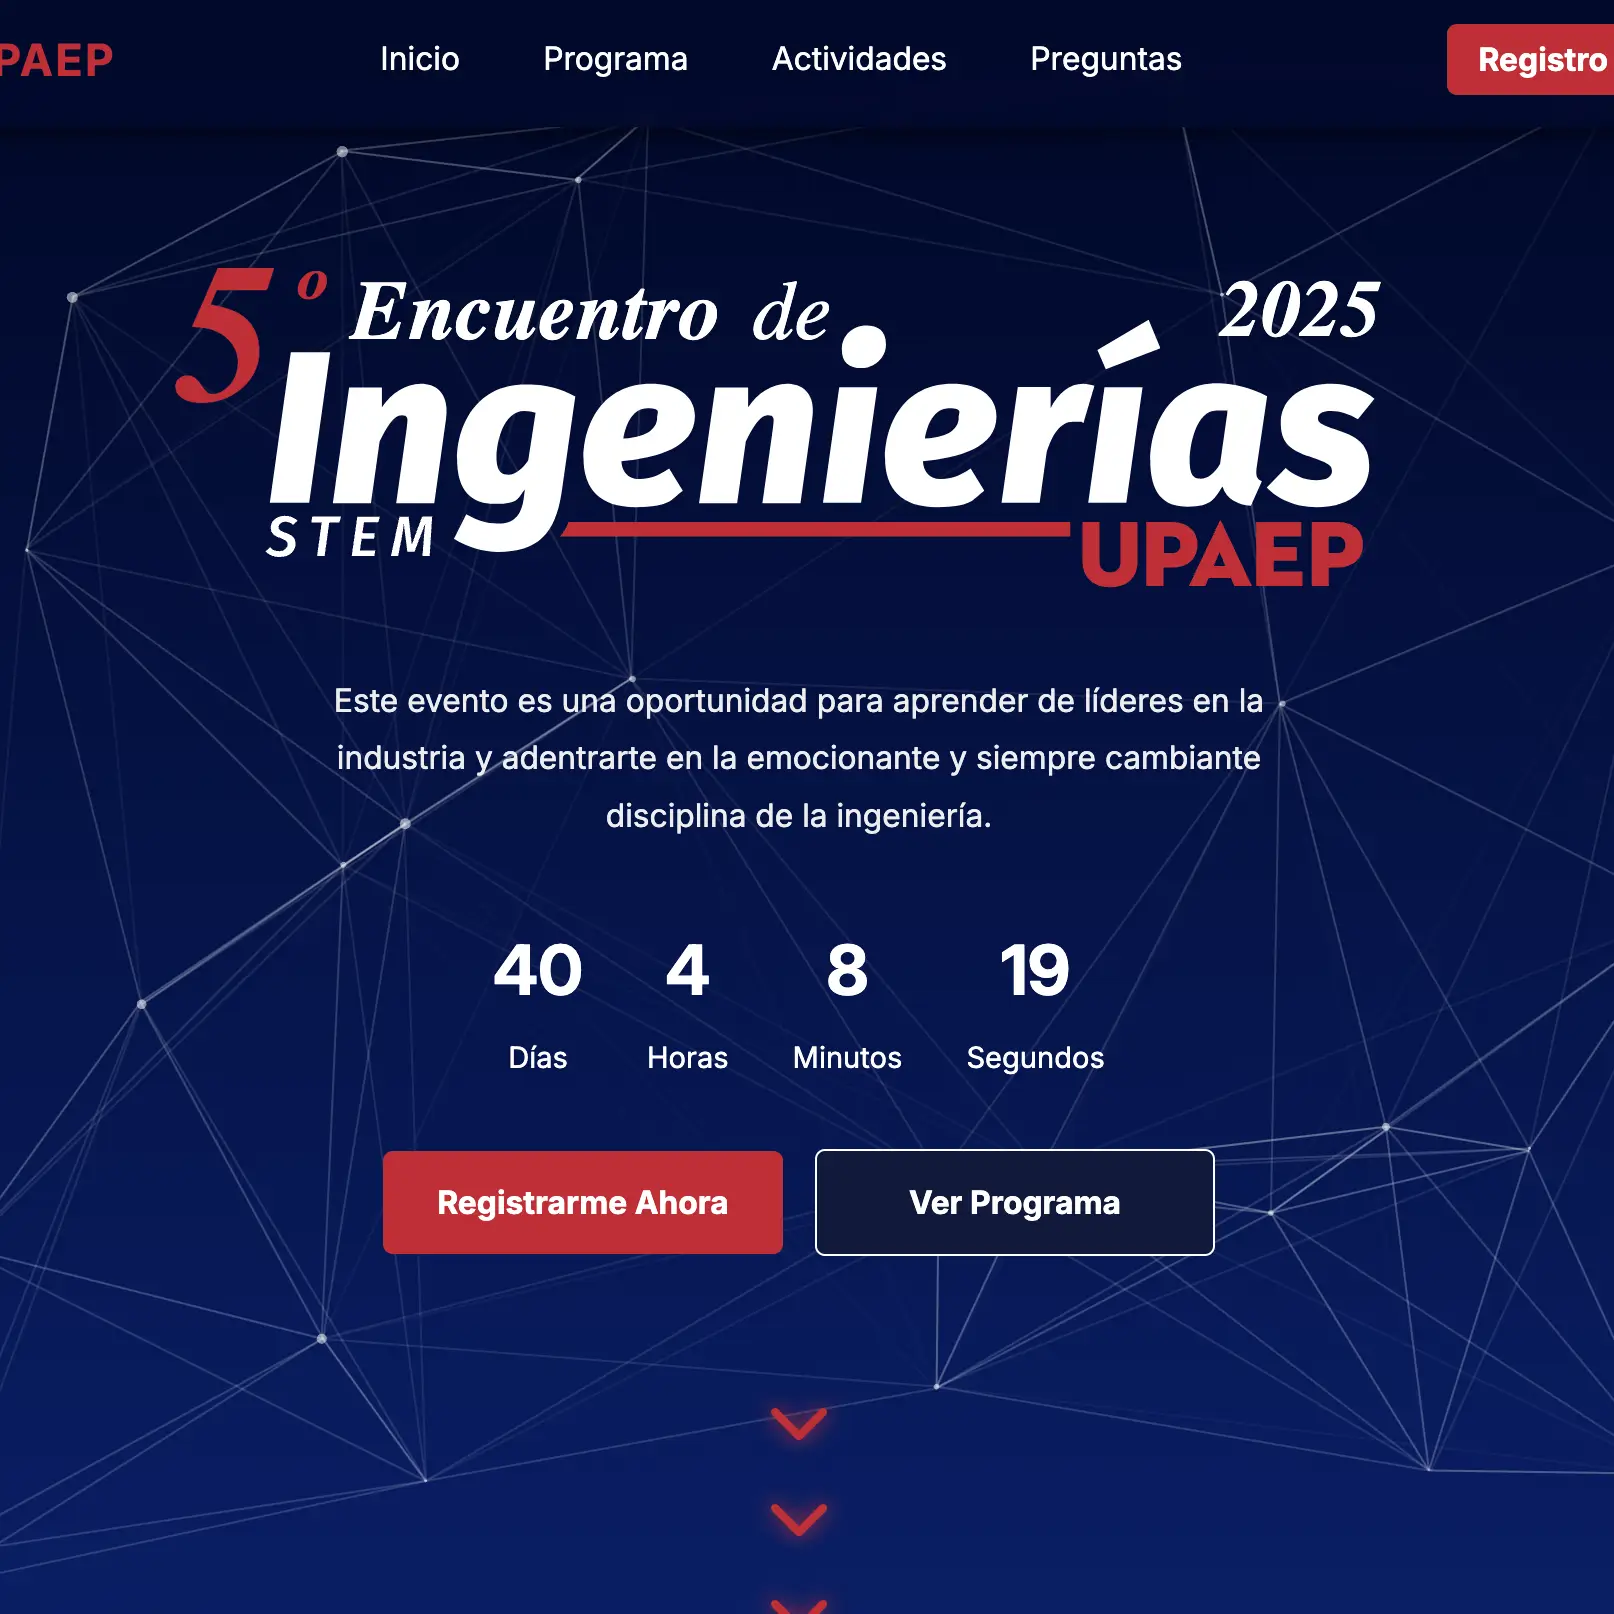 PAEP
Inicio
Programa
Actividades
Preguntas
Registro
5º Encuentro de 2025
Ingenierías
STEM
UPAEP
Este evento es una oportunidad para aprender de líderes en la
industria y adentrarte en la emocionante y siempre cambiante
disciplina de la ingeniería.
40 4 8 19
Días Horas Minutos Segundos
Registrarme Ahora
Ver Programa